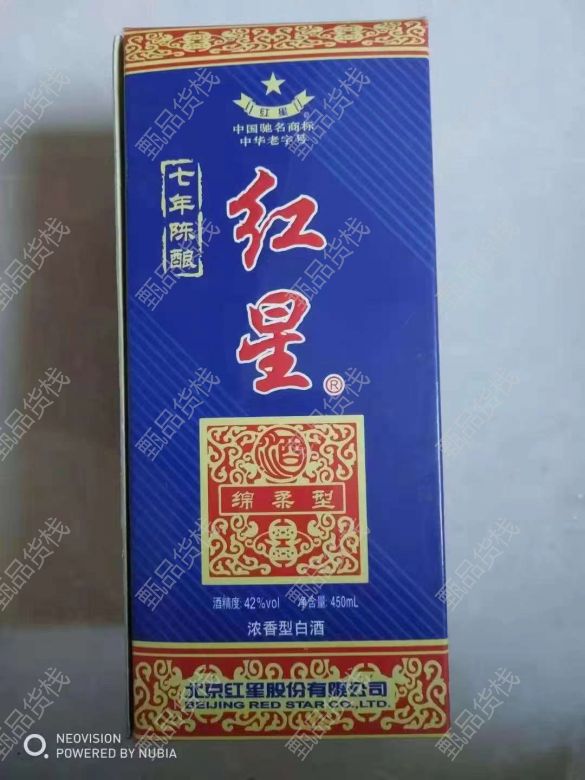 红星
中国驰名商标
中华老字号
七年陈酿
红星®
绵柔型
酒精度:42%vol 净含量:450mL
浓香型白酒
北京红星股份有限公司
BEIJING RED STAR CO.,LTD.
NEOVISION
POWERED BY NUBIA
甄品货栈